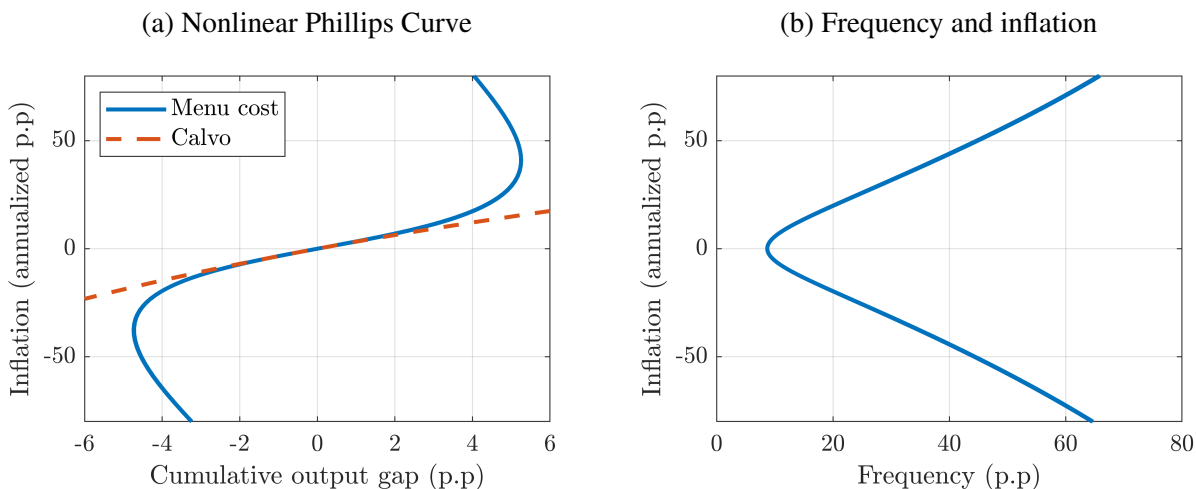 (a) Nonlinear Phillips Curve
Inflation (annualized p.p)
50
0
-50
Menu cost
Calvo
-6
-4
-2
0
2
4
6
Cumulative output gap (p.p)
(b) Frequency and inflation
Inflation (annualized p.p)
50
0
-50
0
20
40
60
80
Frequency (p.p)